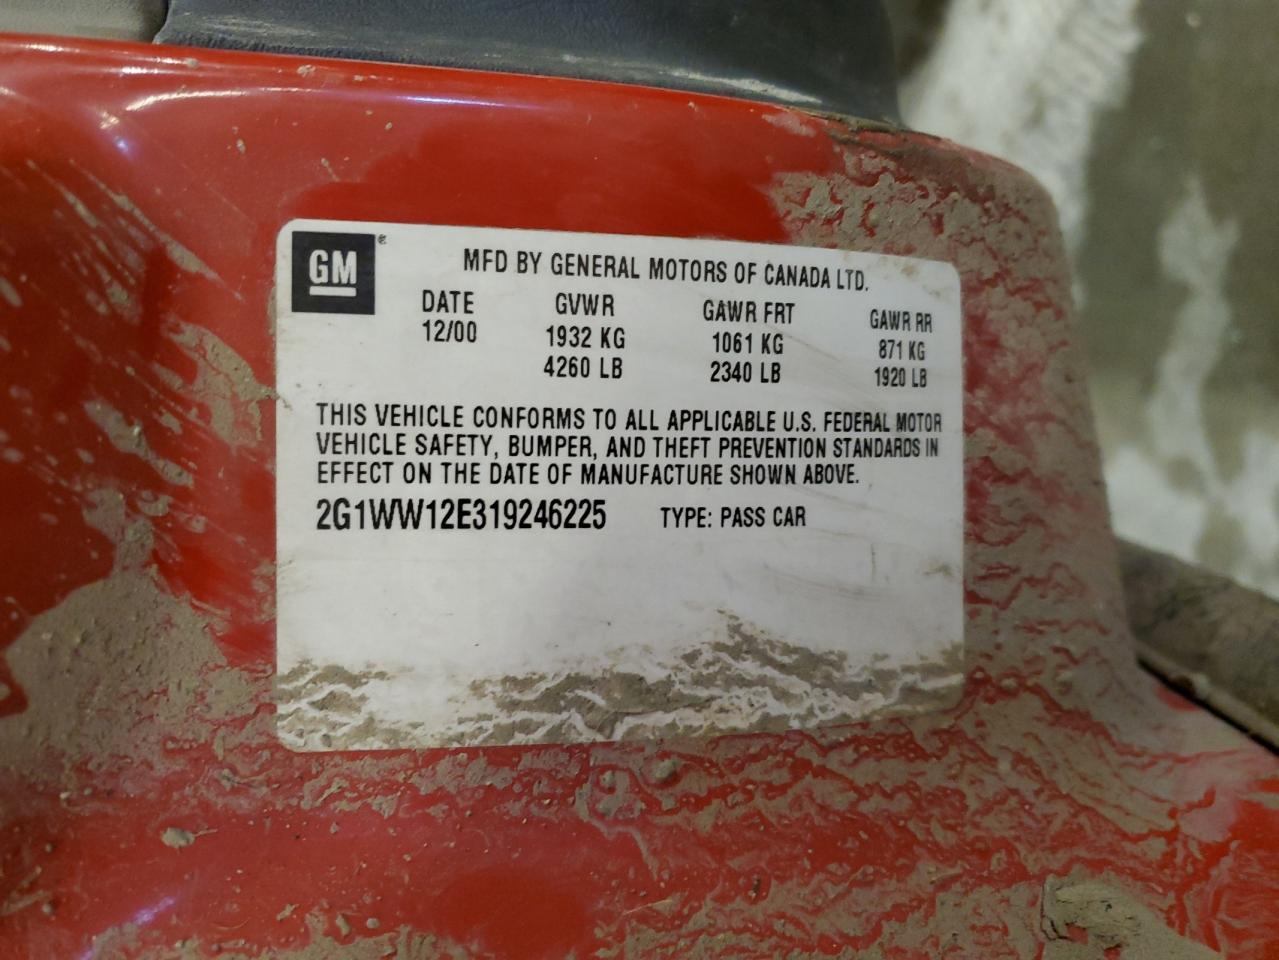 GM®
MFD BY GENERAL MOTORS OF CANADA LTD.
DATE GVWR GAWR FRT GAWR RR
12/00 1932 KG 1061 KG 871 KG
4260 LB 2340 LB 1920 LB
THIS VEHICLE CONFORMS TO ALL APPLICABLE U.S. FEDERAL MOTOR
VEHICLE SAFETY, BUMPER, AND THEFT PREVENTION STANDARDS IN
EFFECT ON THE DATE OF MANUFACTURE SHOWN ABOVE.
2G1WW12E319246225 TYPE: PASS CAR